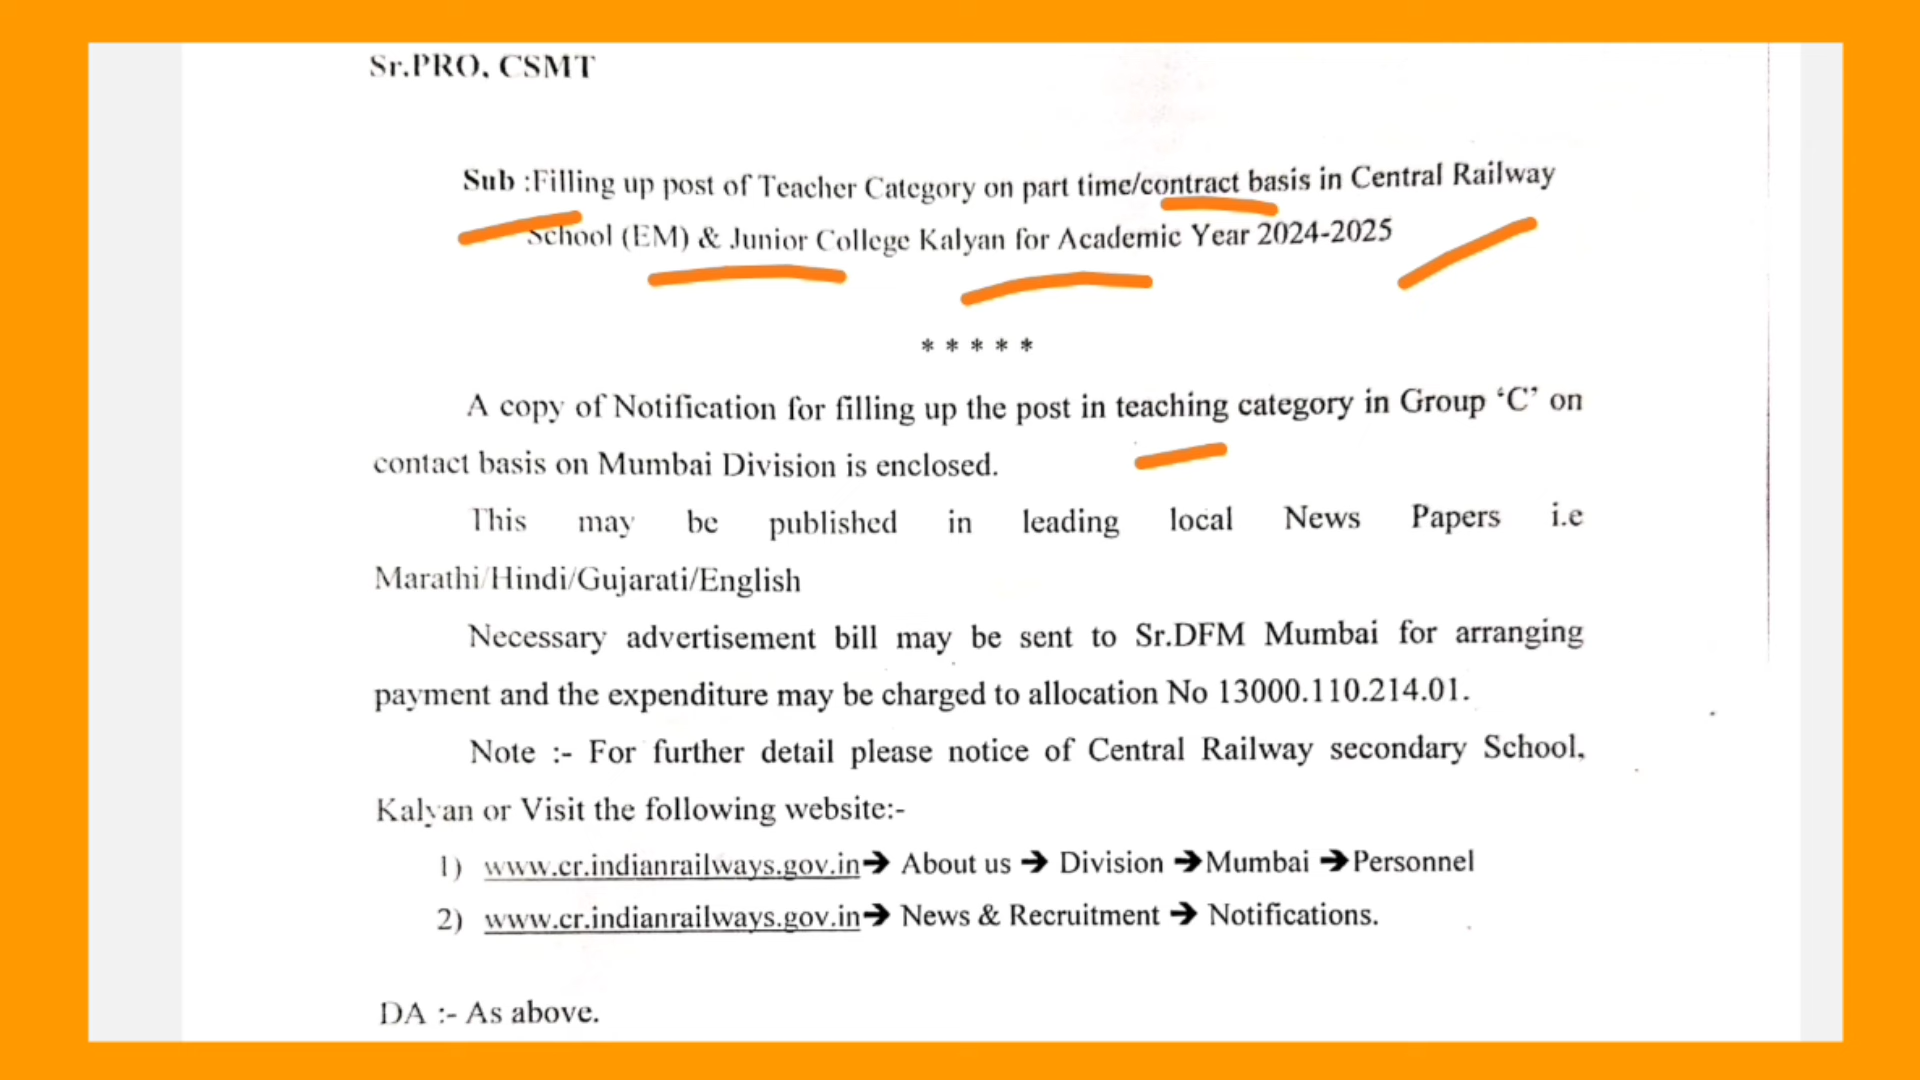 Sr.PRO, CSMT
Sub :Filling up post of Teacher Category on part time/contract basis in Central Railway
School (EM) & Junior College Kalyan for Academic Year 2024-2025
* * * * *
A copy of Notification for filling up the post in teaching category in Group ‘C’ on
contact basis on Mumbai Division is enclosed.
This may be published in leading local News Papers i.e
Marathi/Hindi/Gujarati/English
Necessary advertisement bill may be sent to Sr.DFM Mumbai for arranging
payment and the expenditure may be charged to allocation No 13000.110.214.01.
Note :- For further detail please notice of Central Railway secondary School,
Kalyan or Visit the following website:-
1) www.cr.indianrailways.gov.in➔ About us ➔ Division ➔Mumbai ➔Personnel
2) www.cr.indianrailways.gov.in➔ News & Recruitment ➔ Notifications.
DA :- As above.